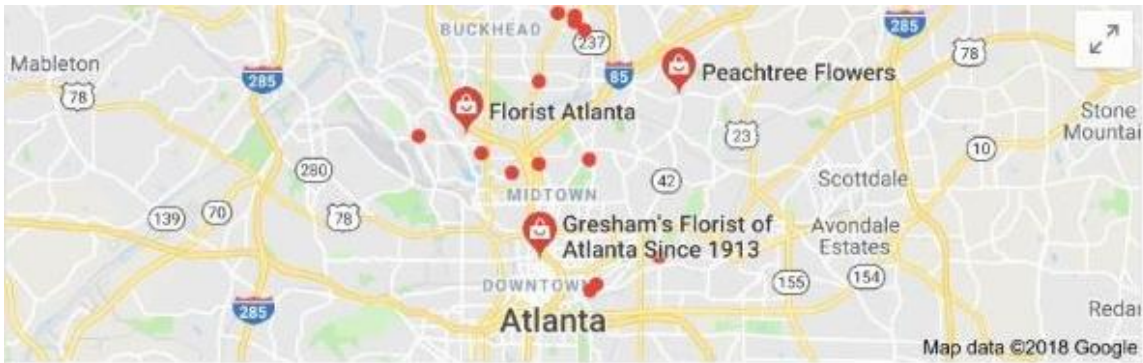 BUCKHEAD
237
285
Mableton
78
285
85
Peachtree Flowers
78
Florist Atlanta
Stone
Mountai
23
10
280
MIDTOWN
42
Scottdale
139
70
78
Gresham's Florist of
Atlanta Since 1913
Avondale
Estates
DOWNTOWN
155
154
285
Atlanta
Redai
Map data ©2018 Google